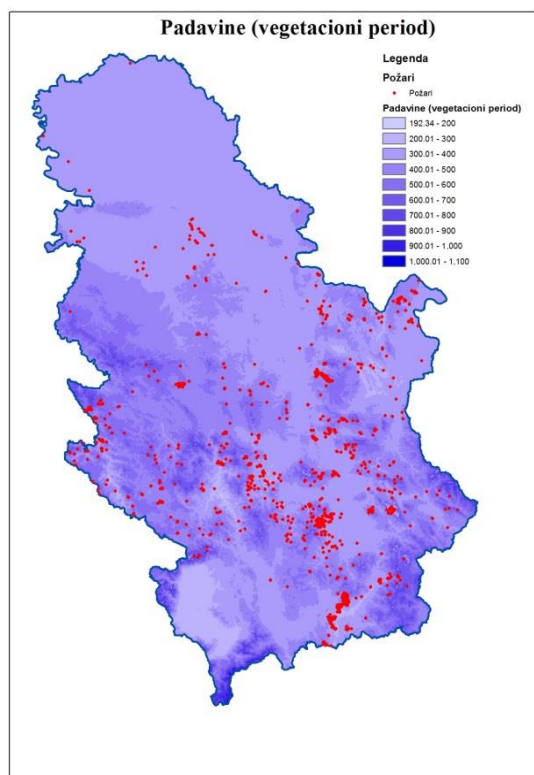 Padavine (vegetacioni period)
Legenda
Požari
Požari
Padavine (vegetacioni period)
192.34 - 200
200.01 - 300
300.01 - 400
400.01 - 500
500.01 - 600
600.01 - 700
700.01 - 800
800.01 - 900
900.01 - 1,000
1,000.01 - 1,100